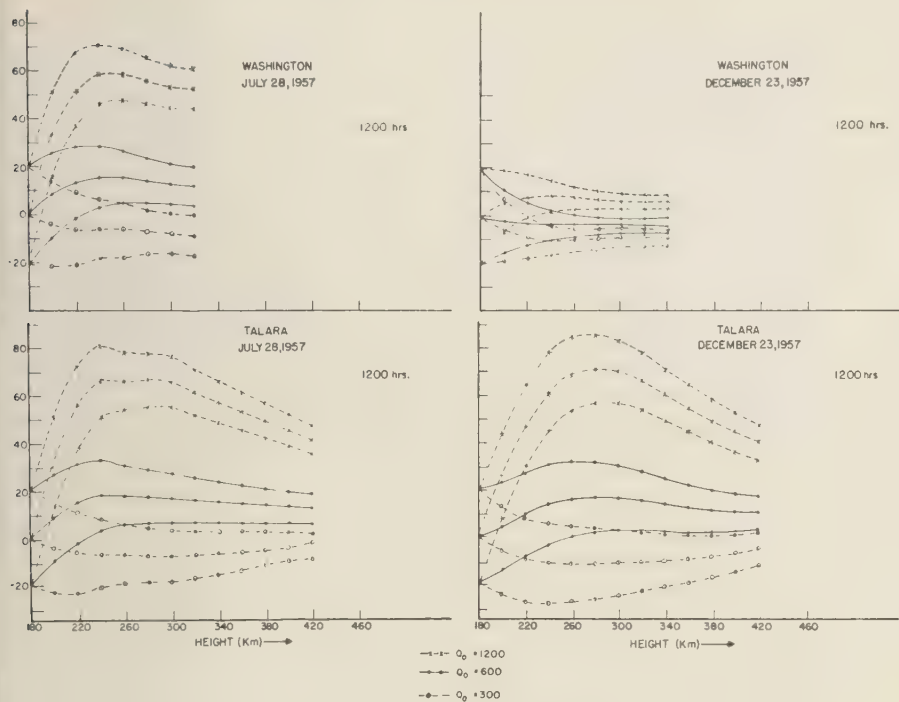 80
60
40
20
0
-20
WASHINGTON
JULY 28, 1957
1200 hrs
WASHINGTON
DECEMBER 23, 1957
1200 hrs.
80
60
40
20
0
-20
TALARA
JULY 28, 1957
1200 hrs.
TALARA
DECEMBER 23, 1957
1200 hrs
180 220 260 300 340 380 420 460
HEIGHT (Km)
180 220 260 300 340 380 420 460
HEIGHT (Km)
Q₀ = 1200
Q₀ = 600
Q₀ = 300